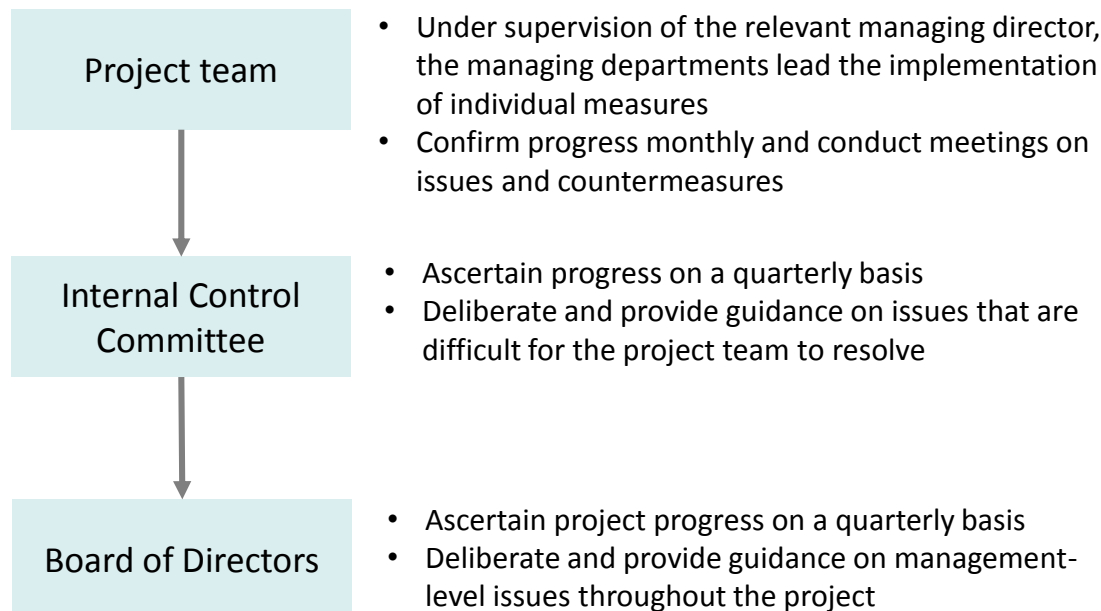 Project team
• Under supervision of the relevant managing director,
the managing departments lead the implementation
of individual measures
• Confirm progress monthly and conduct meetings on
issues and countermeasures
Internal Control
Committee
• Ascertain progress on a quarterly basis
• Deliberate and provide guidance on issues that are
difficult for the project team to resolve
Board of Directors
• Ascertain project progress on a quarterly basis
• Deliberate and provide guidance on management-
level issues throughout the project